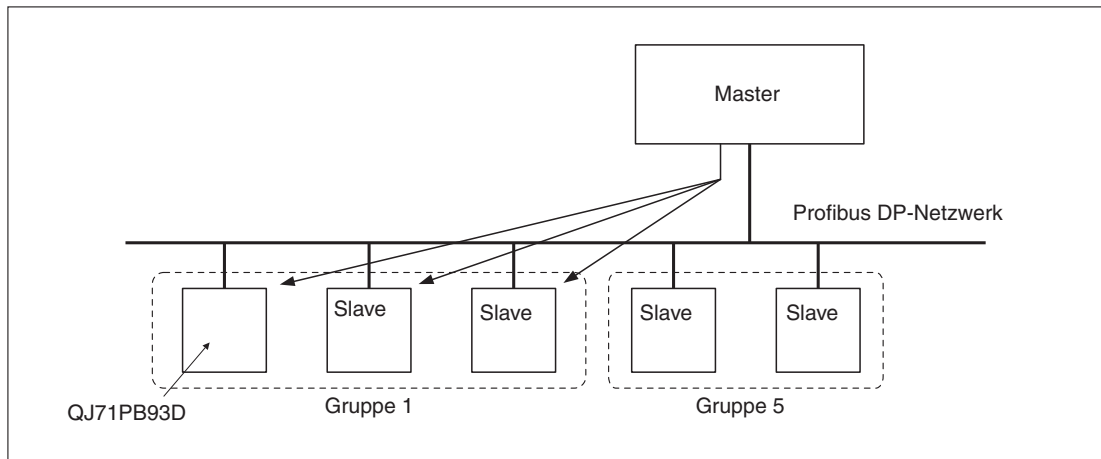 Master
Profibus DP-Netzwerk
Slave
Slave
Slave
Slave
QJ71PB93D
Gruppe 1
Gruppe 5